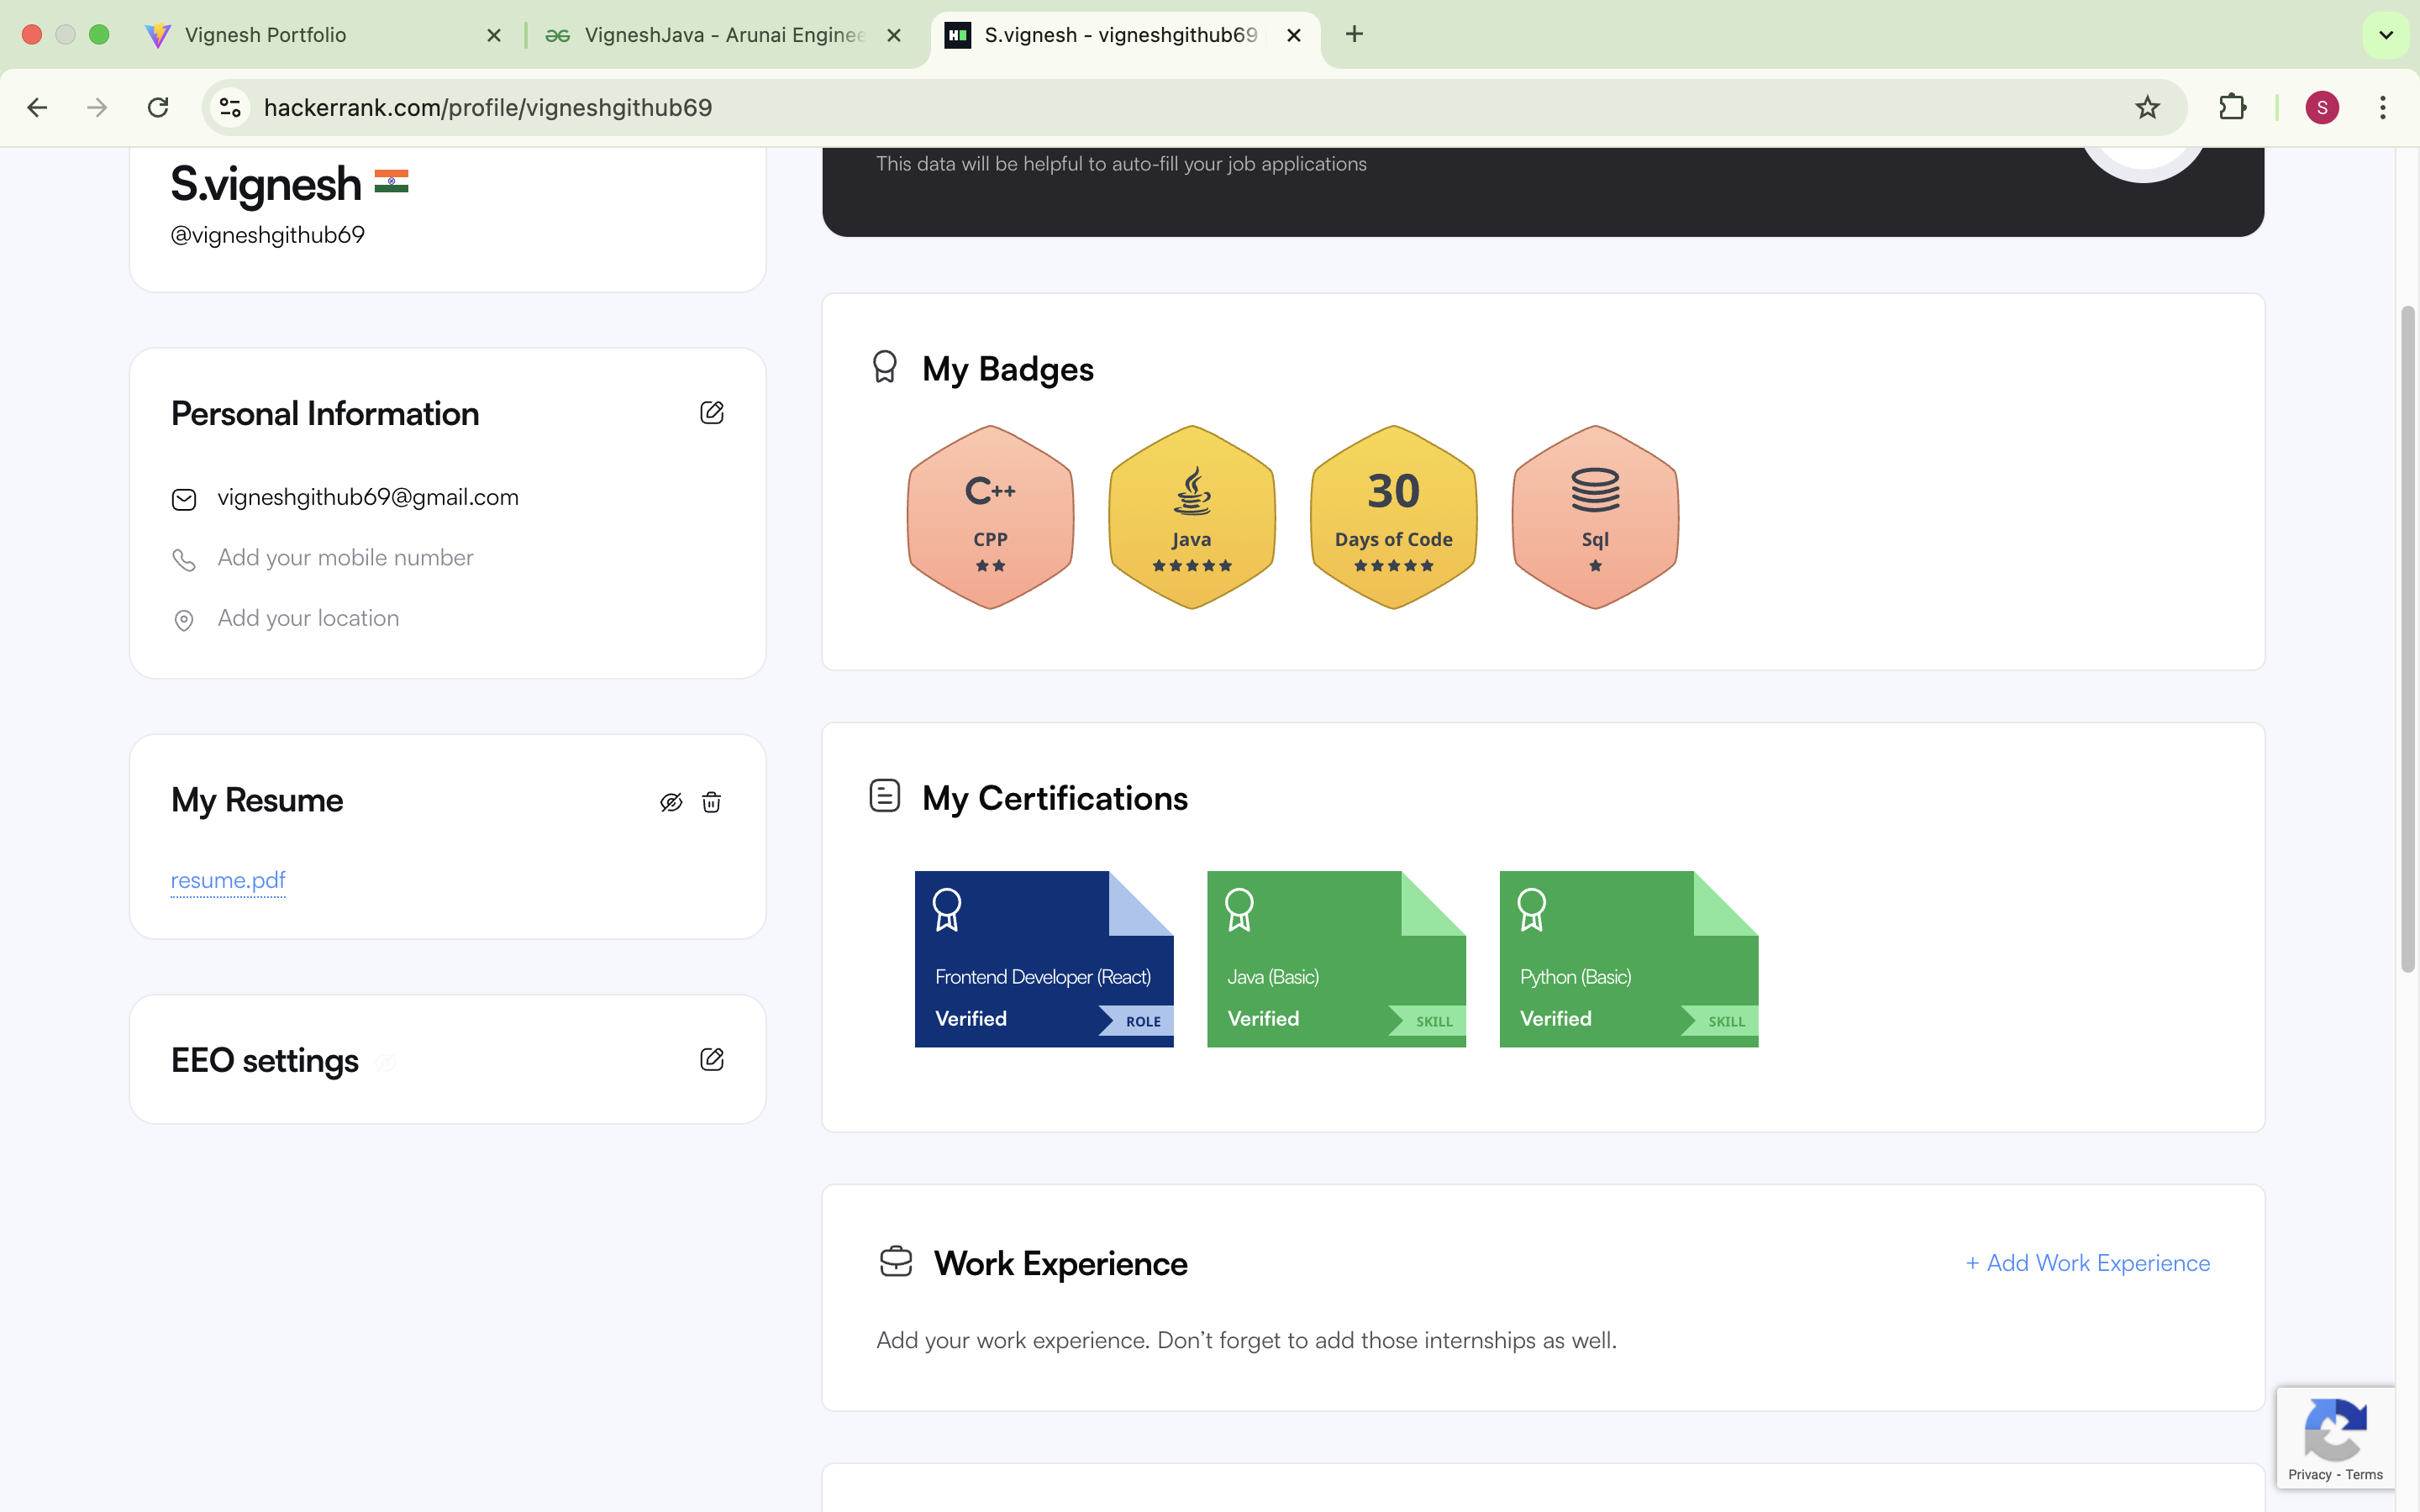 Vignesh Portfolio
VigneshJava - Arunai Enginee
S.vignesh - vigneshgithub69
S
hackerrank.com/profile/vigneshgithub69
S.vignesh
@vigneshgithub69
This data will be helpful to auto-fill your job applications
Personal Information
vigneshgithub69@gmail.com
Add your mobile number
Add your location
My Resume
resume.pdf
EEO settings
My Badges
C++
CPP
Java
30
Days of Code
Sql
My Certifications
Frontend Developer (React)
Verified
ROLE
Java (Basic)
Verified
SKILL
Python (Basic)
Verified
SKILL
Work Experience
+ Add Work Experience
Add your work experience. Don’t forget to add those internships as well.
Privacy - Terms